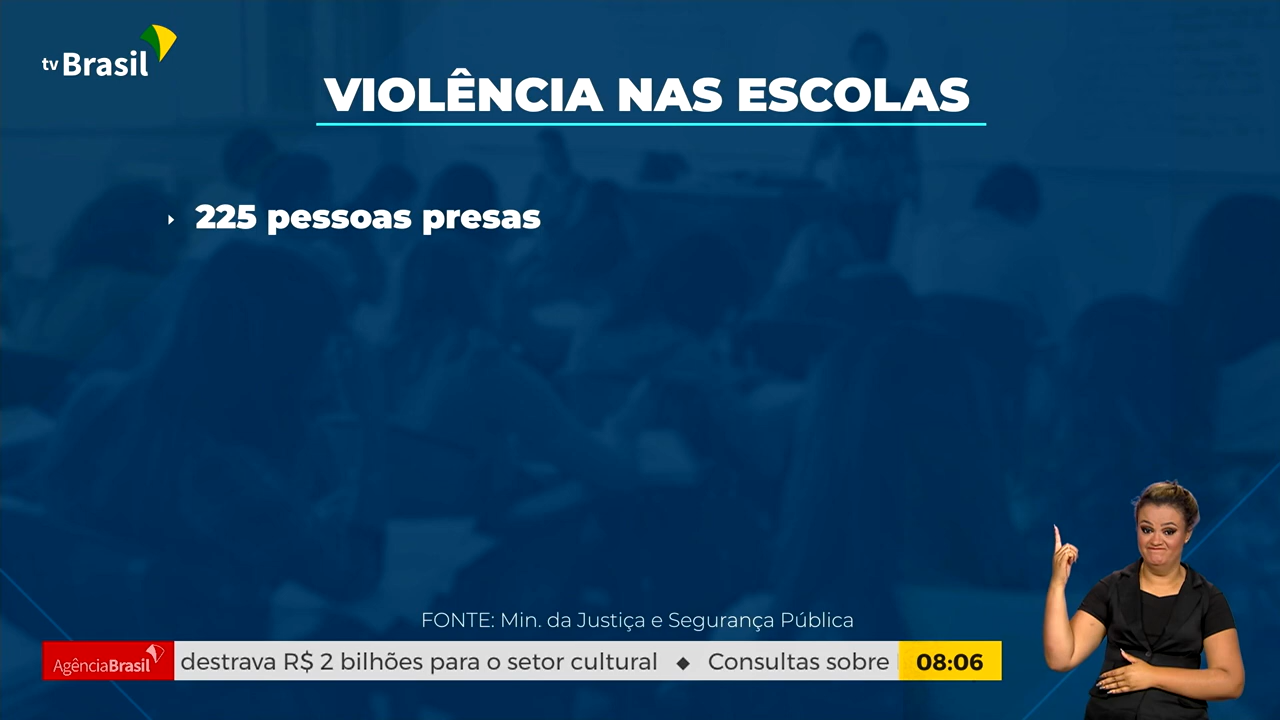 tv Brasil
VIOLÊNCIA NAS ESCOLAS
225 pessoas presas
FONTE: Min. da Justiça e Segurança Pública
AgênciaBrasil destrava R$ 2 bilhões para o setor cultural ◆ Consultas sobre 08:06